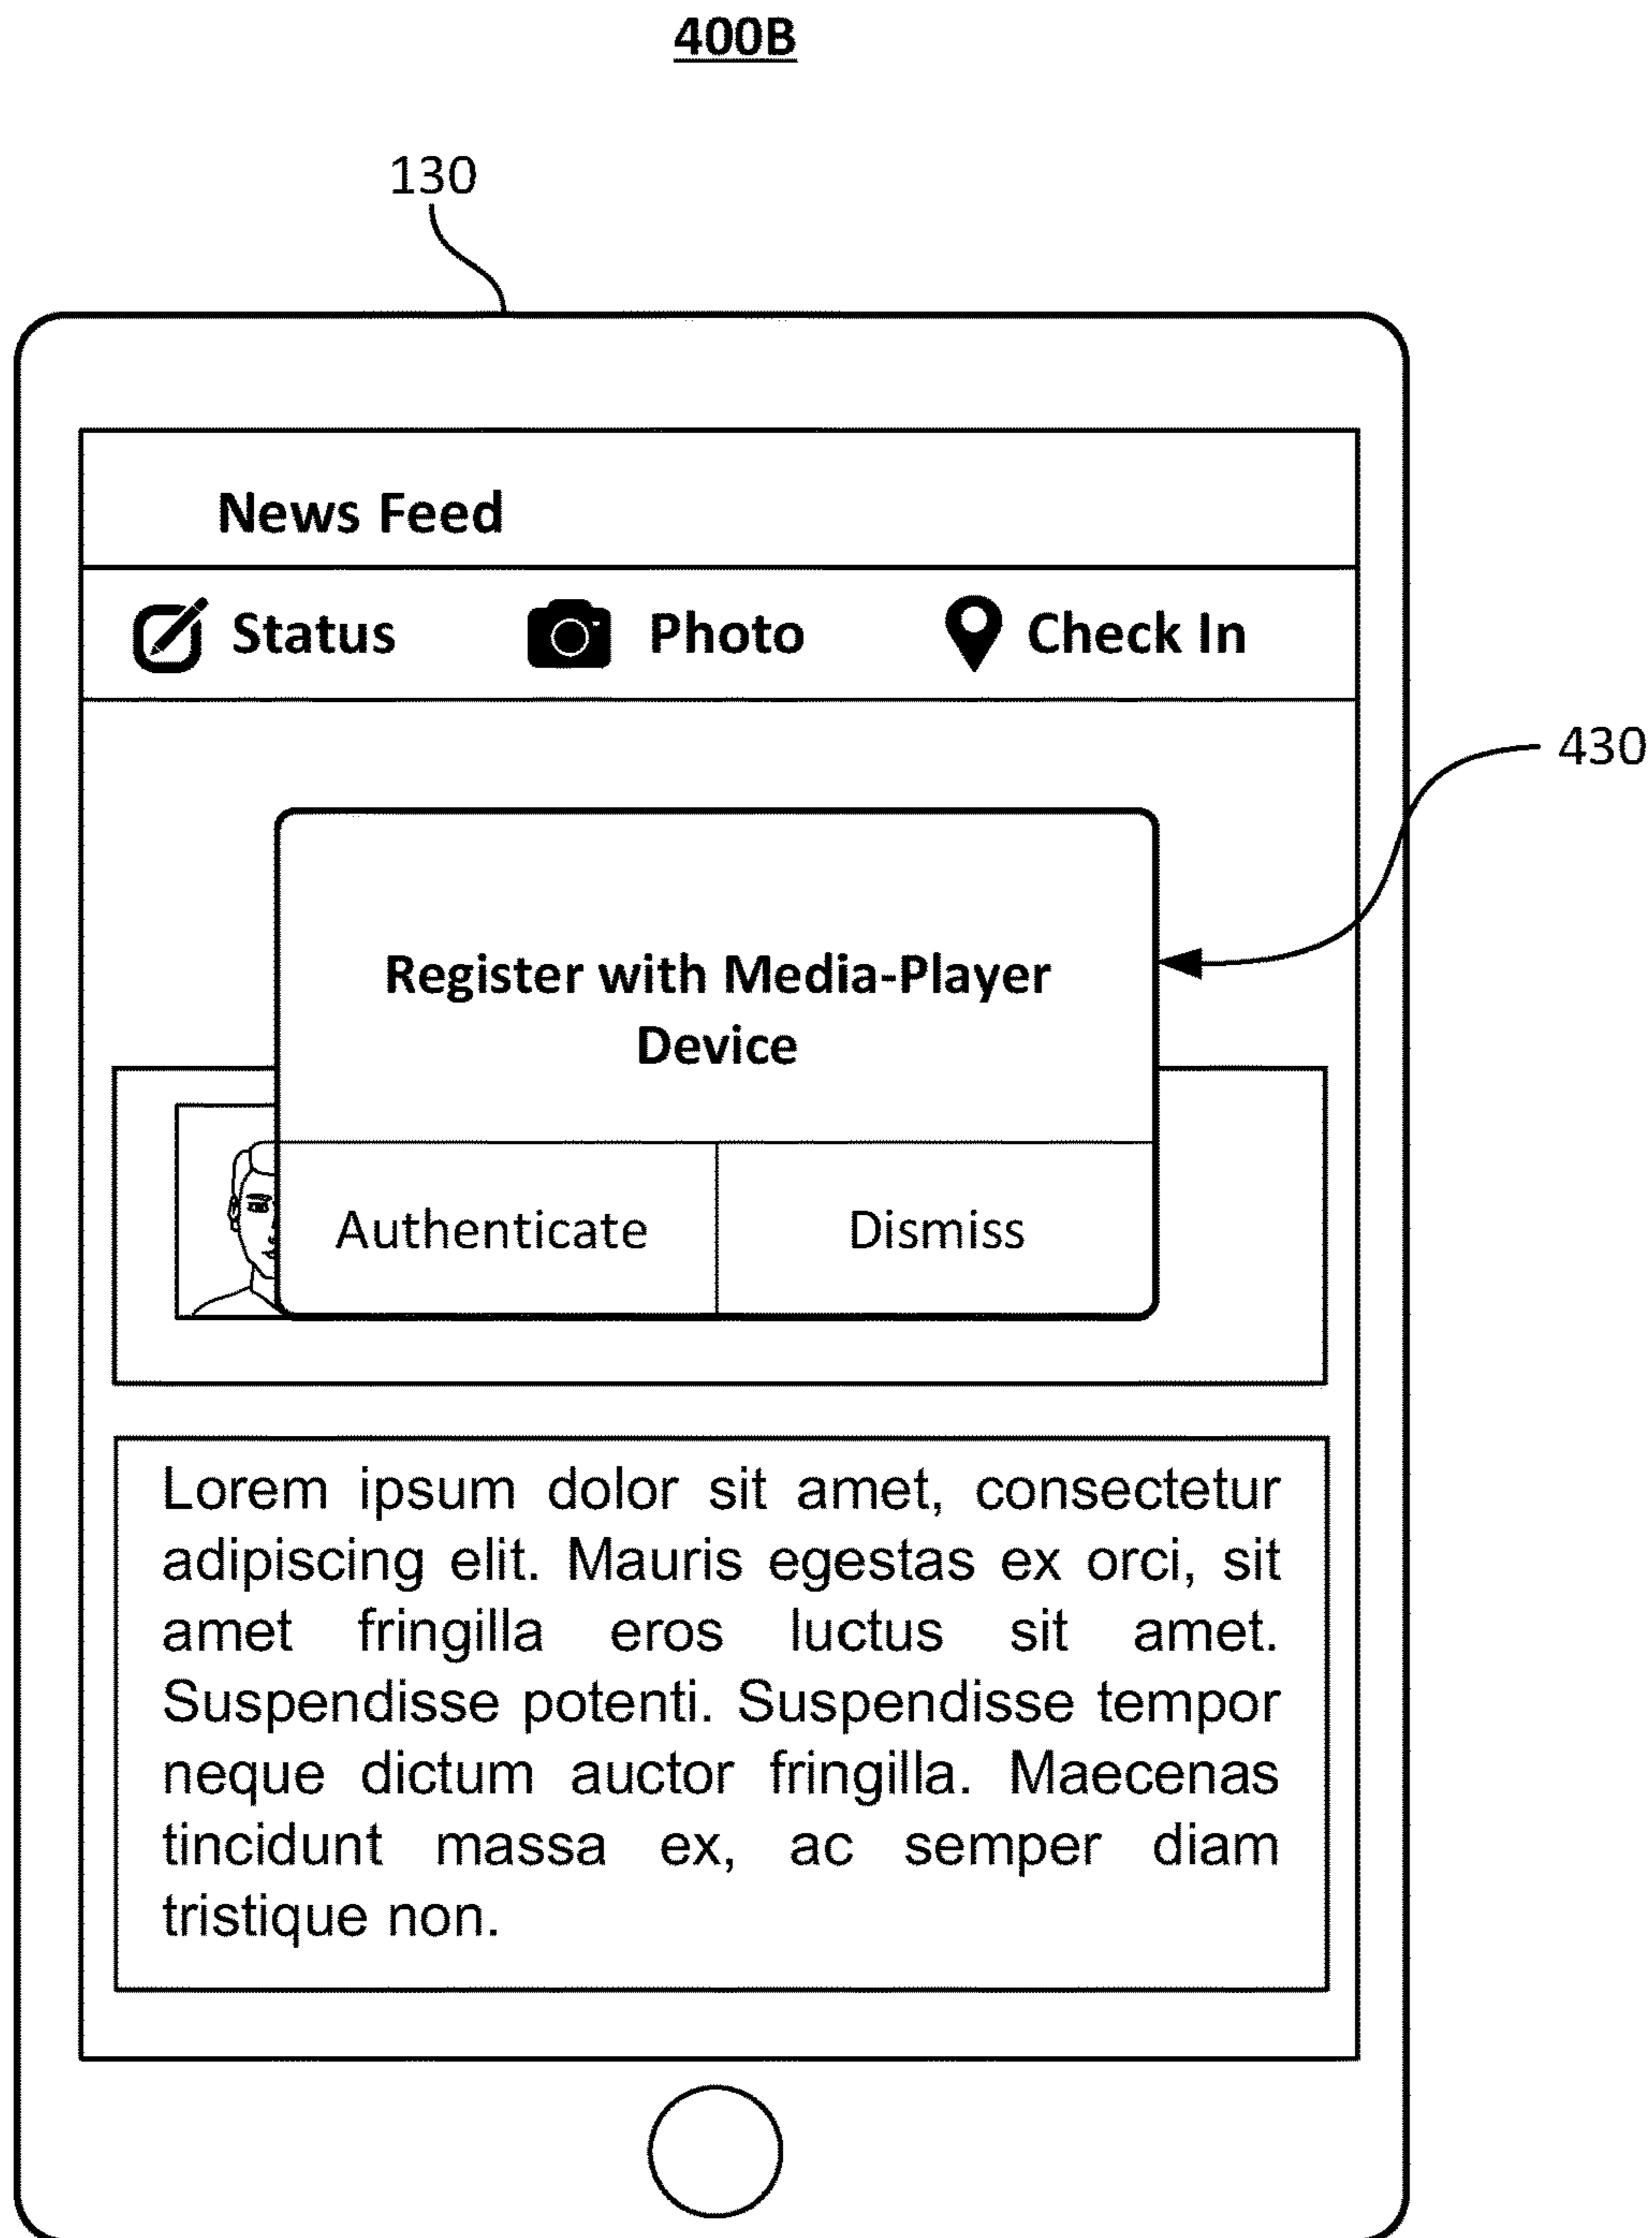 400B
130
News Feed
Status Photo Check In
430
Register with Media-Player
Device
Authenticate Dismiss
Lorem ipsum dolor sit amet, consectetur
adipiscing elit. Mauris egestas ex orci, sit
amet fringilla eros luctus sit amet.
Suspendisse potenti. Suspendisse tempor
neque dictum auctor fringilla. Maecenas
tincidunt massa ex, ac semper diam
tristique non.